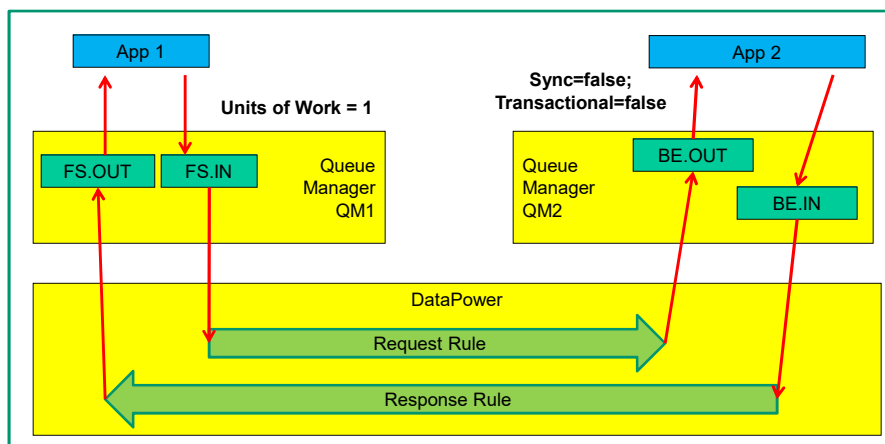 App 1
App 2
Units of Work = 1
Sync=false;
Transactional=false
FS.OUT
FS.IN
Queue
Manager
QM1
Queue
Manager
QM2
BE.OUT
BE.IN
DataPower
Request Rule
Response Rule